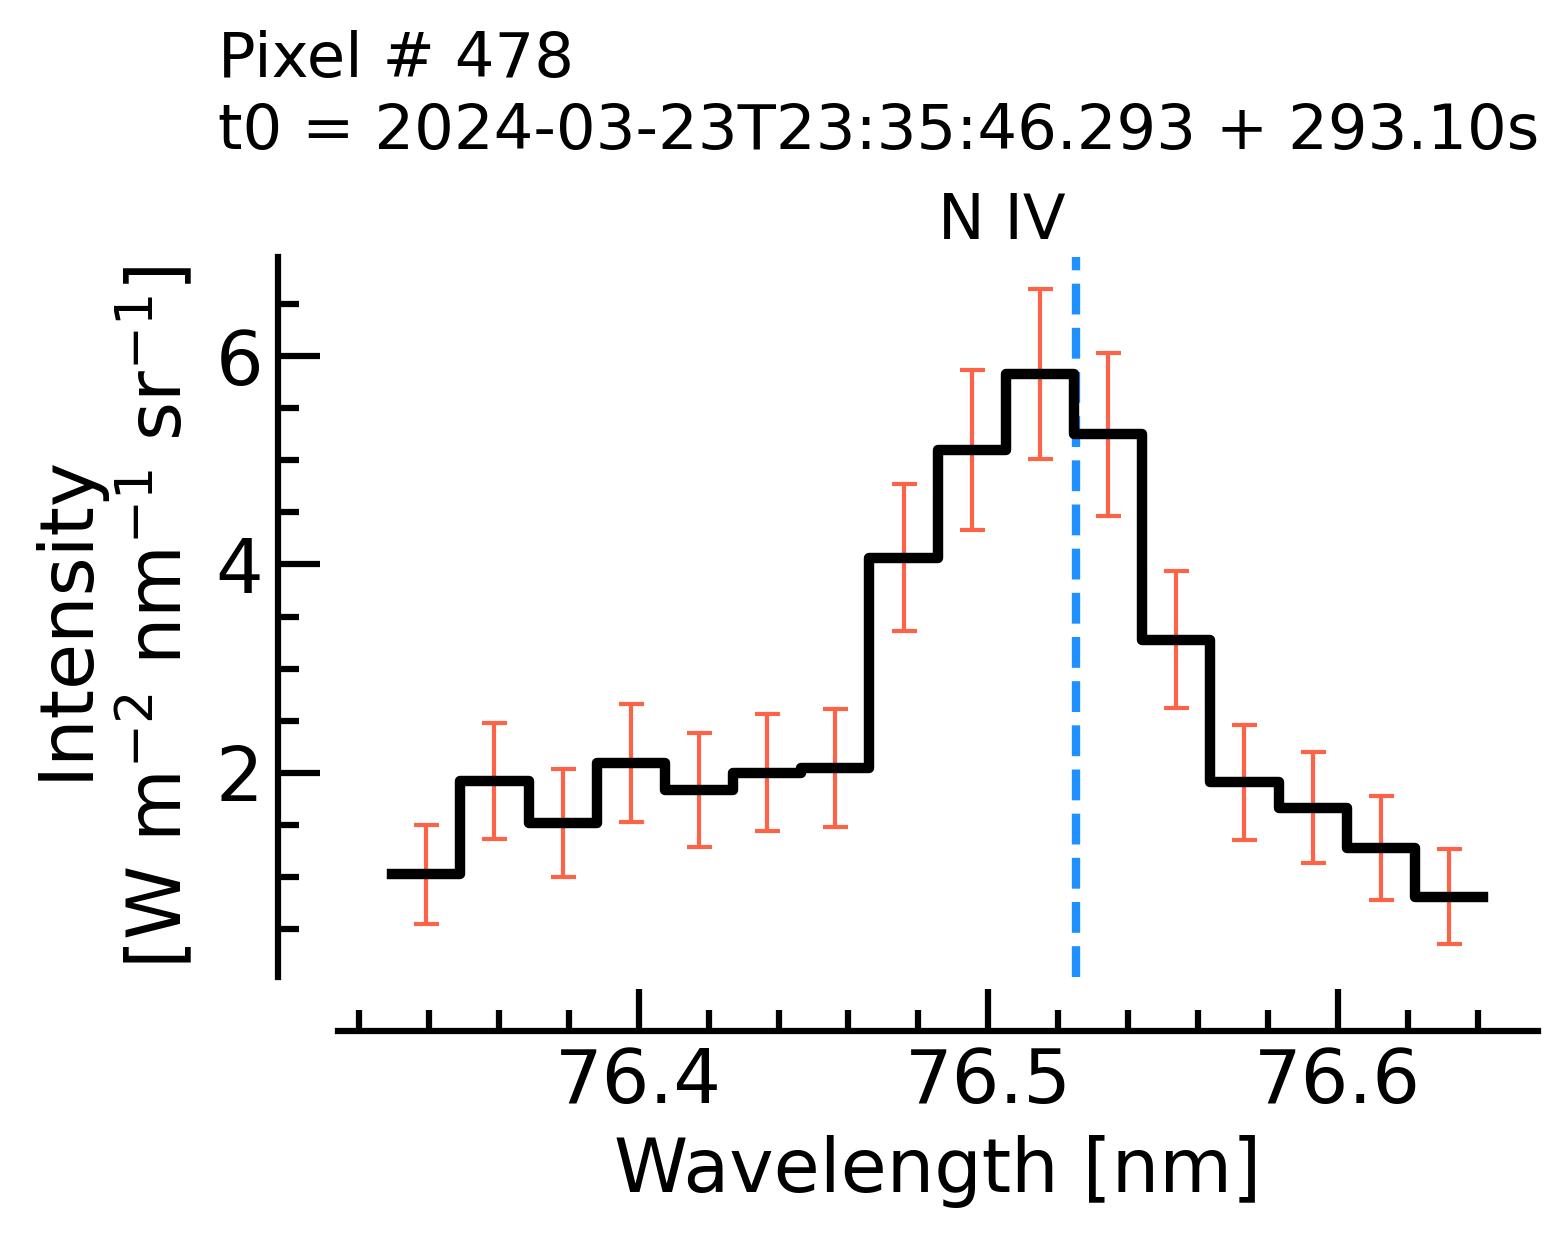 Pixel # 478
t0 = 2024-03-23T23:35:46.293 + 293.10s
N IV
Intensity
[W m⁻² nm⁻¹ sr⁻¹]
6
4
2
76.4 76.5 76.6
Wavelength [nm]